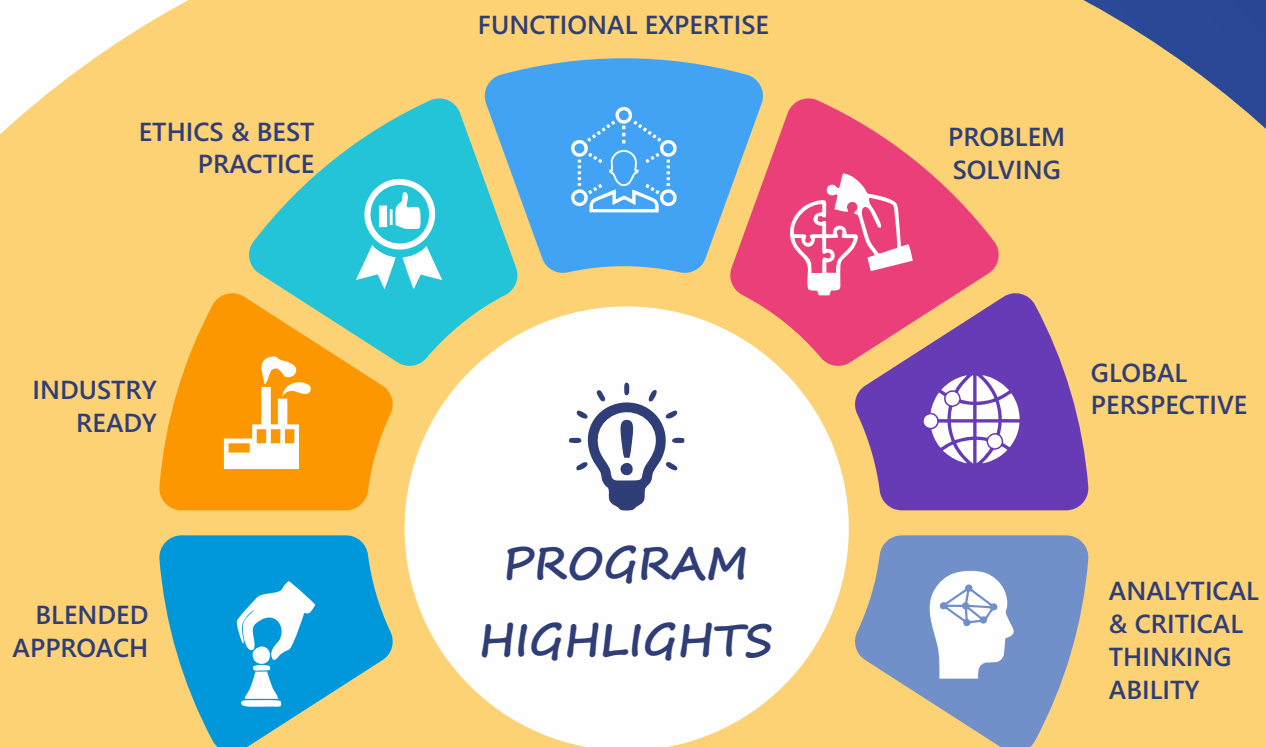 FUNCTIONAL EXPERTISE
ETHICS & BEST
PRACTICE
PROBLEM
SOLVING
INDUSTRY
READY
GLOBAL
PERSPECTIVE
BLENDED
APPROACH
ANALYTICAL
& CRITICAL
THINKING
ABILITY
PROGRAM
HIGHLIGHTS